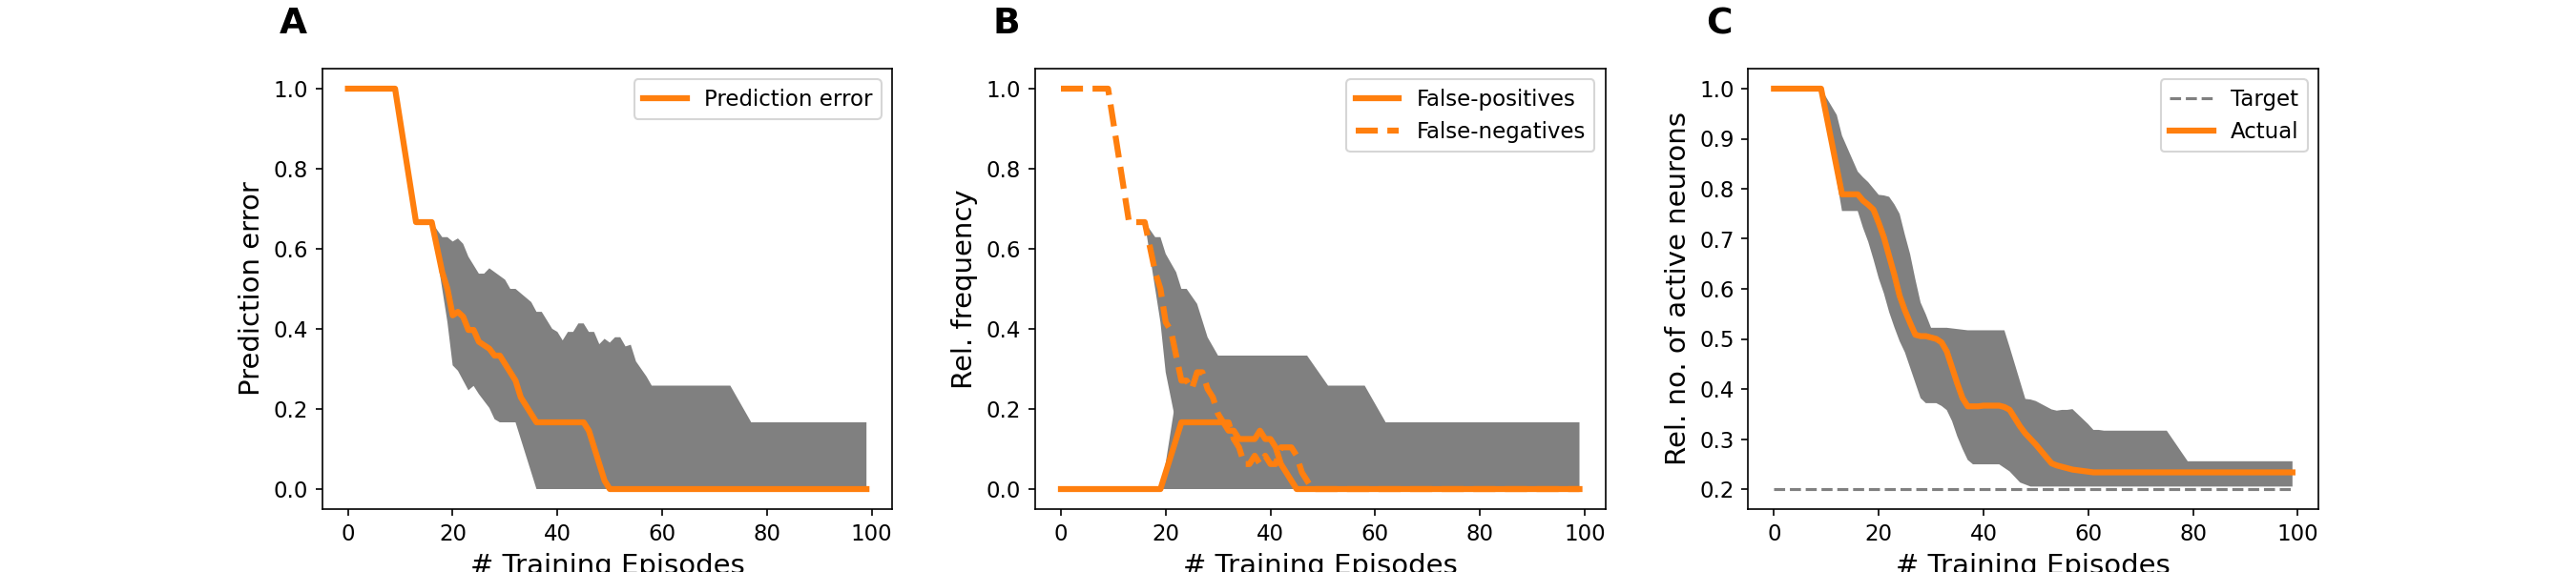 A
B
C
Prediction error
1.0
0.8
0.6
0.4
0.2
0.0
Prediction error
0
20
40
60
80
100
# Training Episodes
Rel. frequency
1.0
0.8
0.6
0.4
0.2
0.0
False-positives
False-negatives
0
20
40
60
80
100
# Training Episodes
Rel. no. of active neurons
1.0
0.9
0.8
0.7
0.6
0.5
0.4
0.3
0.2
Target
Actual
0
20
40
60
80
100
# Training Episodes